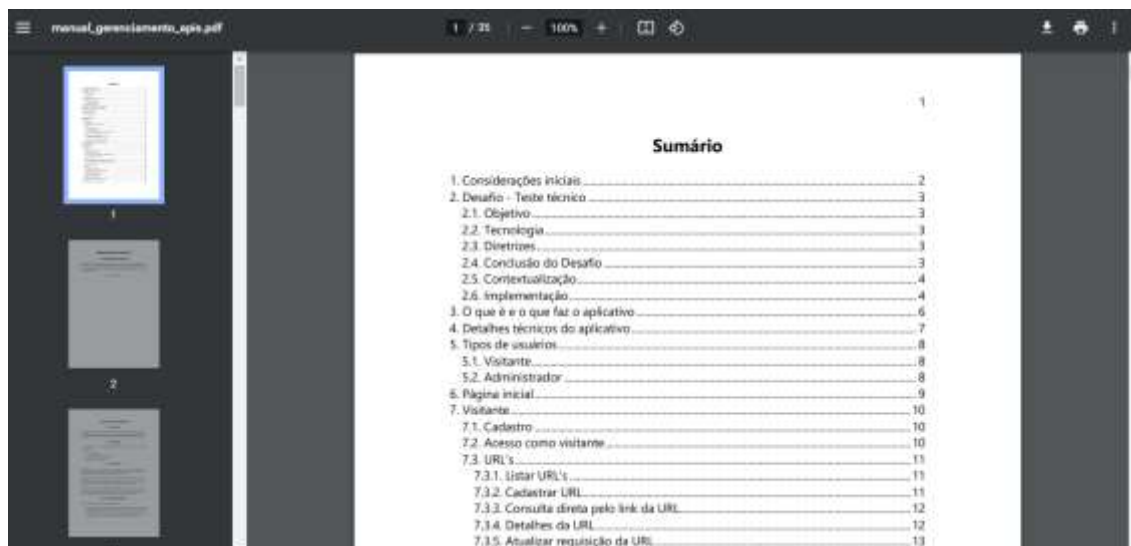 manual_gerenciamento_apis.pdf
1 / 35
100%
1
2
1
Sumário
1. Considerações iniciais 2
2. Desafio - Teste técnico 3
2.1. Objetivo 3
2.2. Tecnologia 3
2.3. Diretrizes 3
2.4. Conclusão do Desafio 3
2.5. Contextualização 4
2.6. Implementação 4
3. O que é e o que faz o aplicativo 6
4. Detalhes técnicos do aplicativo 7
5. Tipos de usuários 8
5.1. Visitante 8
5.2. Administrador 8
6. Página inicial 9
7. Visitante 10
7.1. Cadastro 10
7.2. Acesso como visitante 10
7.3. URL's 11
7.3.1. Listar URL's 11
7.3.2. Cadastrar URL 11
7.3.3. Consulta direta pelo link da URL 12
7.3.4. Detalhes da URL 12
7.3.5. Atualizar requisição da URL 13